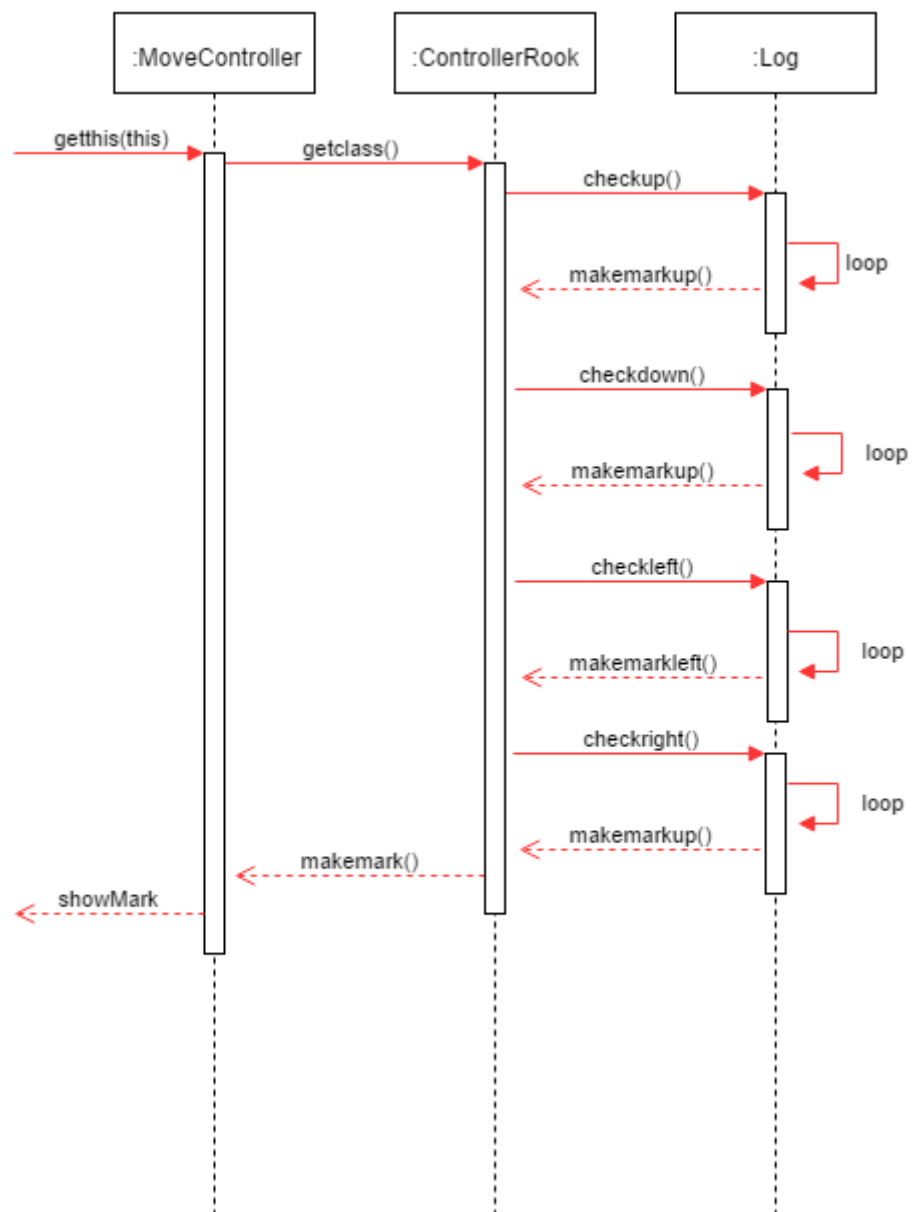 :MoveController
:ControllerRook
:Log
getthis(this)
getclass()
checkup()
loop
makemarkup()
checkdown()
loop
makemarkup()
checkleft()
loop
makemarkleft()
checkright()
loop
makemarkup()
makemark()
showMark